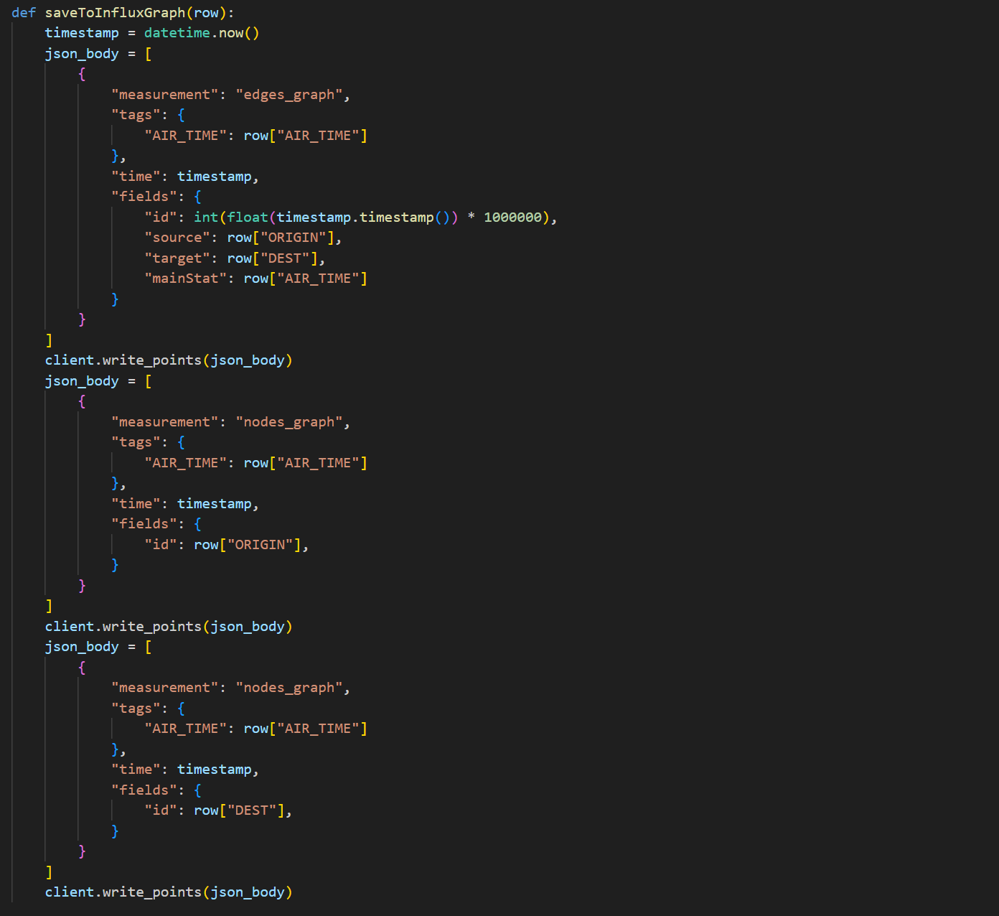 def saveToInfluxGraph(row):
    timestamp = datetime.now()
    json_body = [
        {
            "measurement": "edges_graph",
            "tags": {
                "AIR_TIME": row["AIR_TIME"]
            },
            "time": timestamp,
            "fields": {
                "id": int(float(timestamp.timestamp()) * 1000000),
                "source": row["ORIGIN"],
                "target": row["DEST"],
                "mainStat": row["AIR_TIME"]
            }
        }
    ]
    client.write_points(json_body)
    json_body = [
        {
            "measurement": "nodes_graph",
            "tags": {
                "AIR_TIME": row["AIR_TIME"]
            },
            "time": timestamp,
            "fields": {
                "id": row["ORIGIN"],
            }
        }
    ]
    client.write_points(json_body)
    json_body = [
        {
            "measurement": "nodes_graph",
            "tags": {
                "AIR_TIME": row["AIR_TIME"]
            },
            "time": timestamp,
            "fields": {
                "id": row["DEST"],
            }
        }
    ]
    client.write_points(json_body)